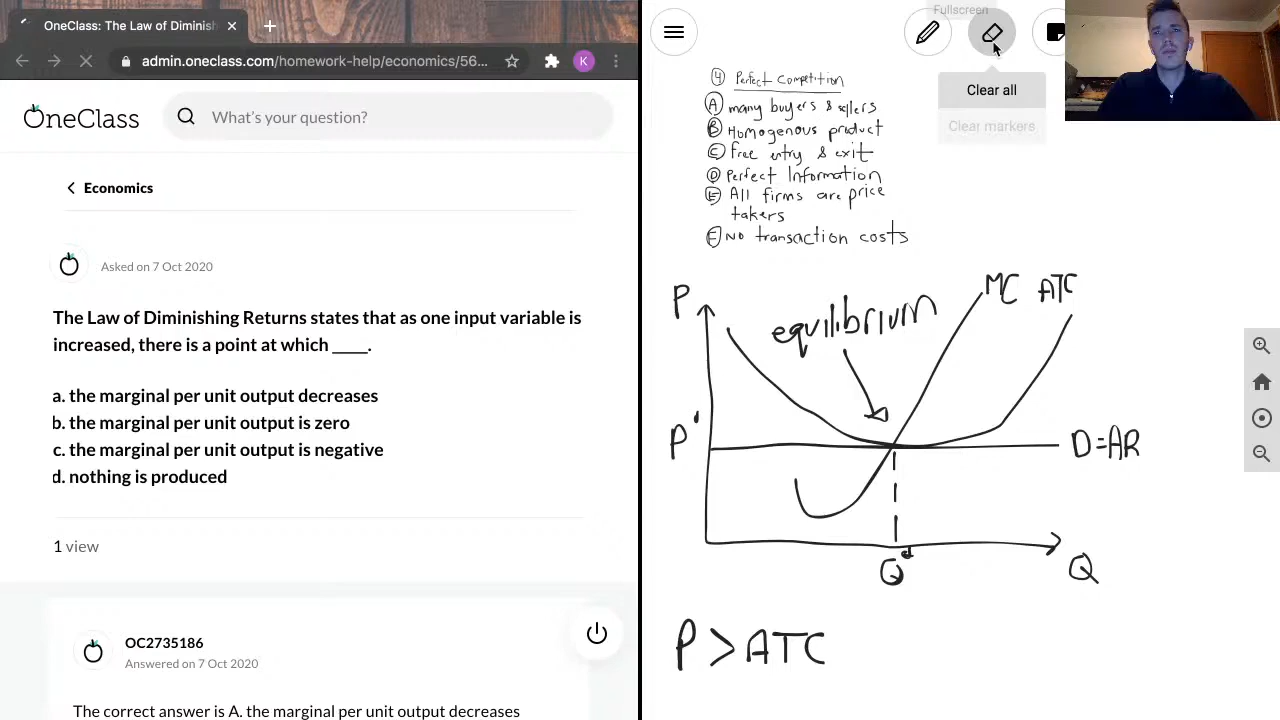 OneClass: The Law of Diminish
admin.oneclass.com/homework-help/economics/56...
K
OneClass
What's your question?
Economics
Asked on 7 Oct 2020
The Law of Diminishing Returns states that as one input variable is
increased, there is a point at which ____.
a. the marginal per unit output decreases
b. the marginal per unit output is zero
c. the marginal per unit output is negative
d. nothing is produced
1 view
OC2735186
Answered on 7 Oct 2020
The correct answer is A. the marginal per unit output decreases
Fullscreen
Clear all
Clear markers
4 Perfect Competition
A many buyers & sellers
B Homogenous product
C free entry & exit
D Perfect Information
E All firms are price
takers
F No transaction costs
P
equilibrium
MC ATC
P'
D=AR
Q
Q
P > ATC